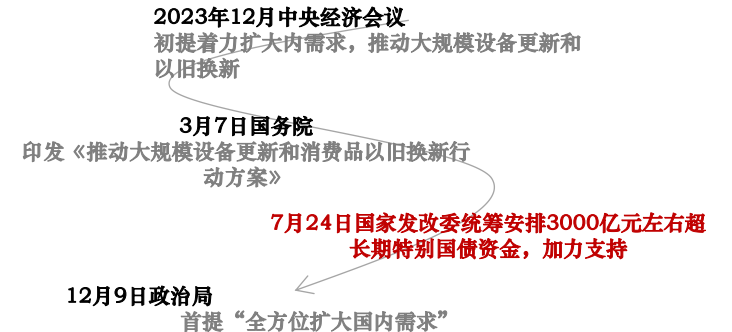 2023年12月中央经济会议
初提着力扩大内需求，推动大规模设备更新和
以旧换新
3月7日国务院
印发《推动大规模设备更新和消费品以旧换新行
动方案》
7月24日国家发改委统筹安排3000亿元左右超
长期特别国债资金，加力支持
12月9日政治局
首提“全方位扩大国内需求”